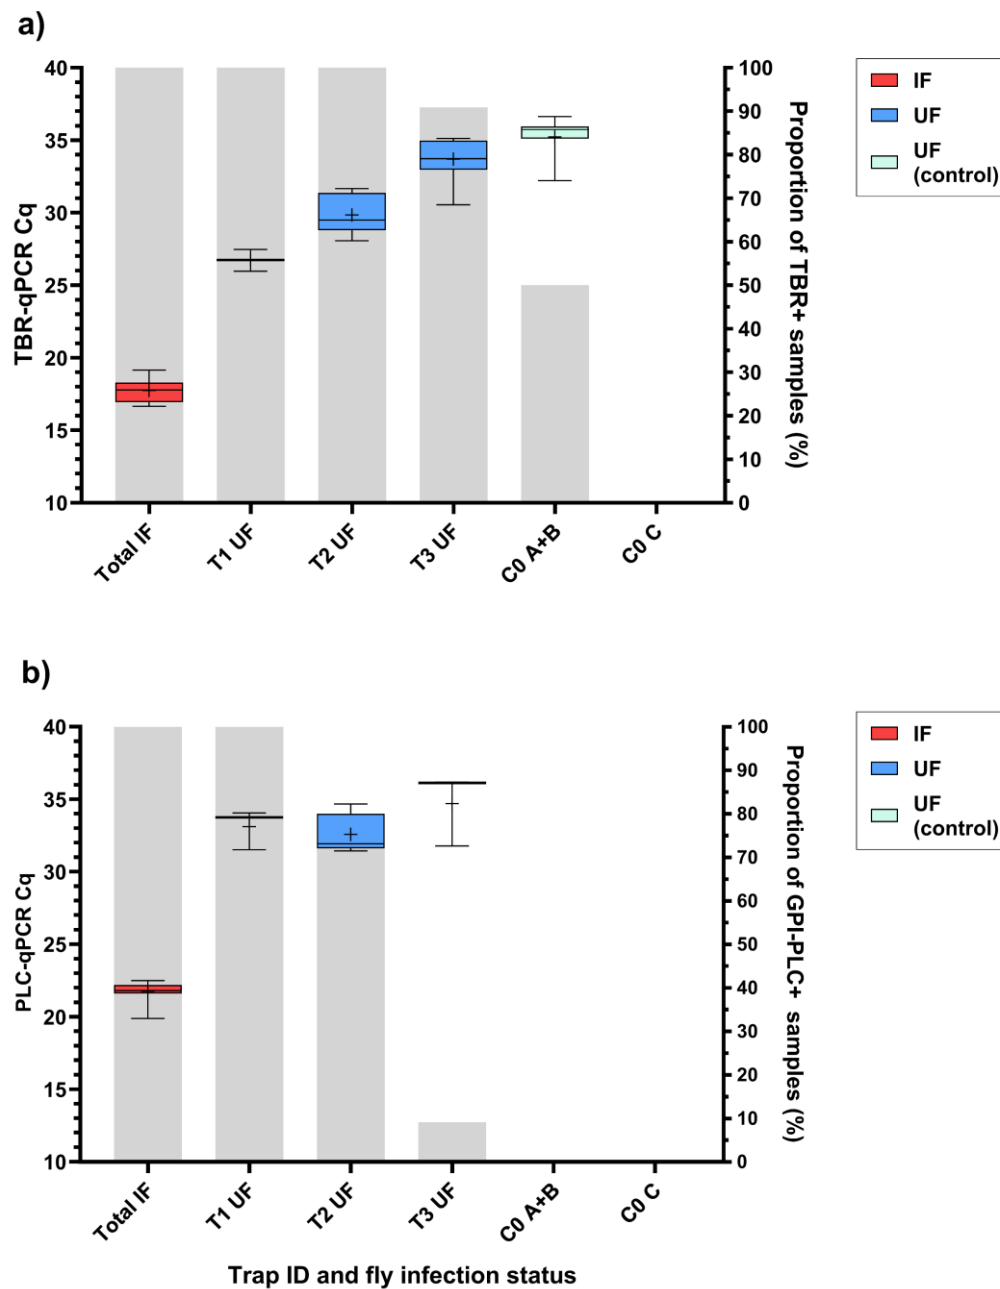 a)
TBR-qPCR Cq
40
35
30
25
20
15
10
100
90
80
70
60
50
40
30
20
10
0
Proportion of TBR+ samples (%)
IF
UF
UF
(control)
Total IF
T1 UF
T2 UF
T3 UF
C0 A+B
C0 C
b)
PLC-qPCR Cq
40
35
30
25
20
15
10
100
90
80
70
60
50
40
30
20
10
0
Proportion of GPI-PLC+ samples (%)
IF
UF
UF
(control)
Total IF
T1 UF
T2 UF
T3 UF
C0 A+B
C0 C
Trap ID and fly infection status